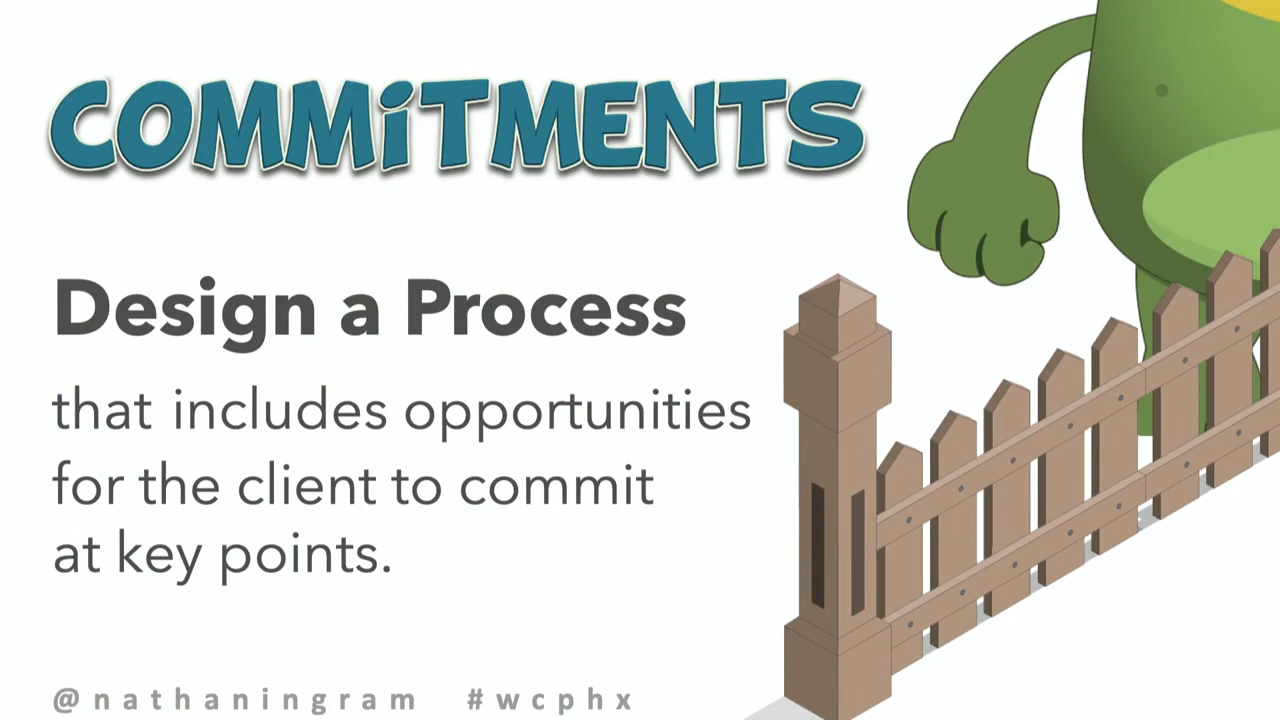 COMMiTMENTS
Design a Process
that includes opportunities
for the client to commit
at key points.
@nathaningram #wcphx